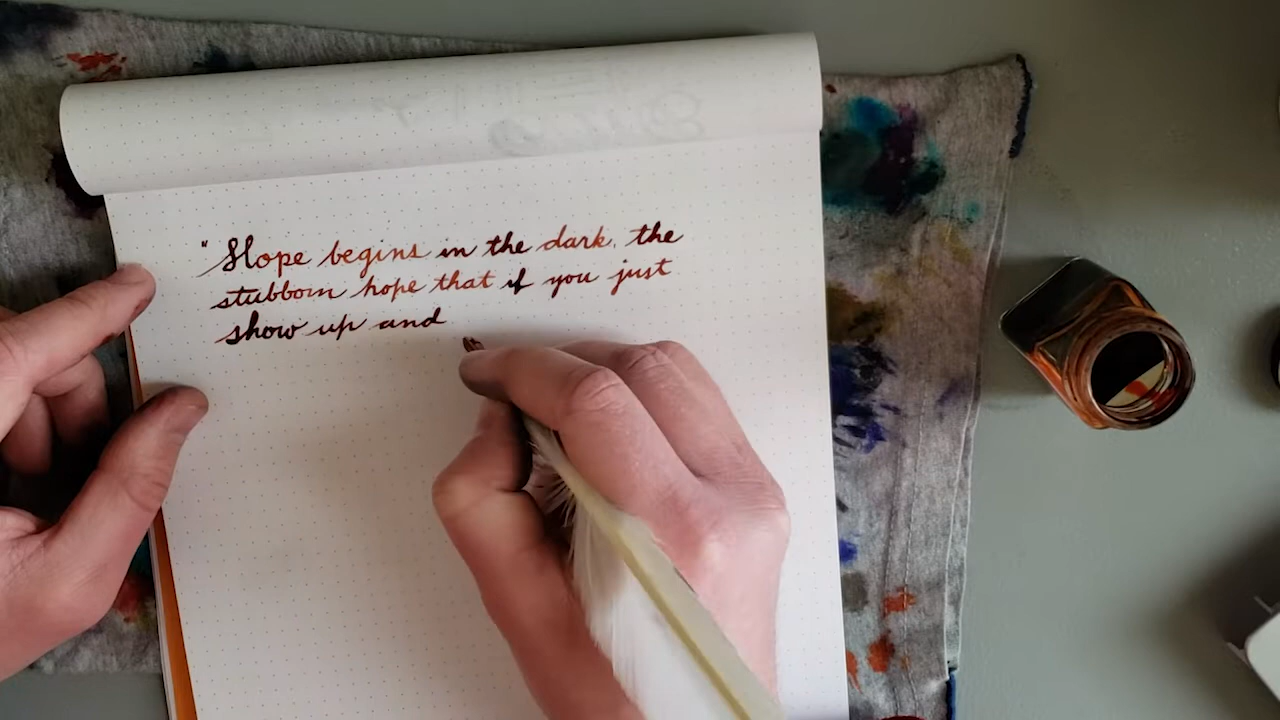 "Hope begins in the dark, the
stubborn hope that if you just
show up and